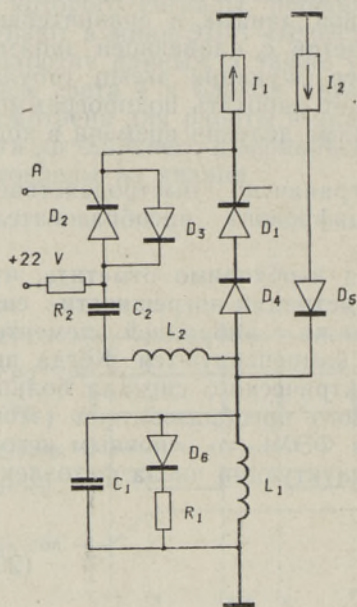 I₁
I₂
A
D₂
D₃
D₁
+22 V
R₂
C₂
D₄
D₅
L₂
D₆
C₁
R₁
L₁